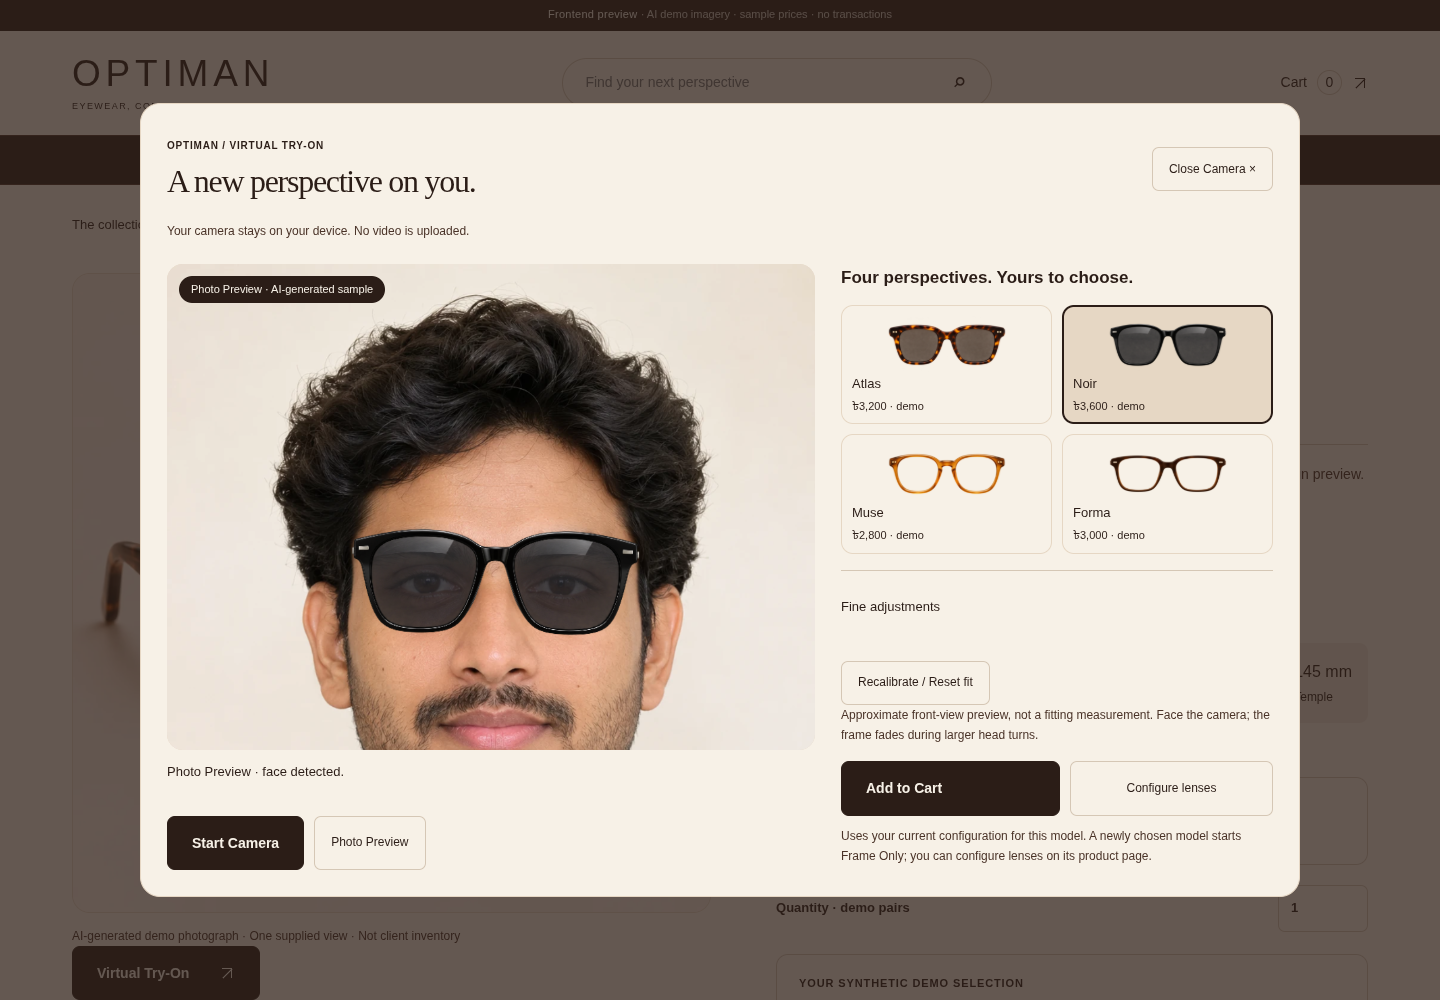 Frontend preview · AI demo imagery · sample prices · no transactions
OPTIMAN
Find your next perspective
Cart 0
EYEWEAR,
OPTIMAN / VIRTUAL TRY-ON
Close Camera ×
A new perspective on you.
The
Your camera stays on your device. No video is uploaded.
Photo Preview · AI-generated sample
Four perspectives. Yours to choose.
Atlas
৳3,200 · demo
Noir
৳3,600 · demo
Muse
৳2,800 · demo
Forma
৳3,000 · demo
preview.
Fine adjustments
Recalibrate / Reset fit
45 mm
Approximate front-view preview, not a fitting measurement. Face the camera; the
frame fades during larger head turns.
Photo Preview · face detected.
Add to Cart
Configure lenses
Start Camera
Photo Preview
Uses your current configuration for this model. A newly chosen model starts
Frame Only; you can configure lenses on its product page.
Quantity · demo pairs
1
AI-generated demo photograph · One supplied view · Not client inventory
Virtual Try-On
YOUR SYNTHETIC DEMO SELECTION